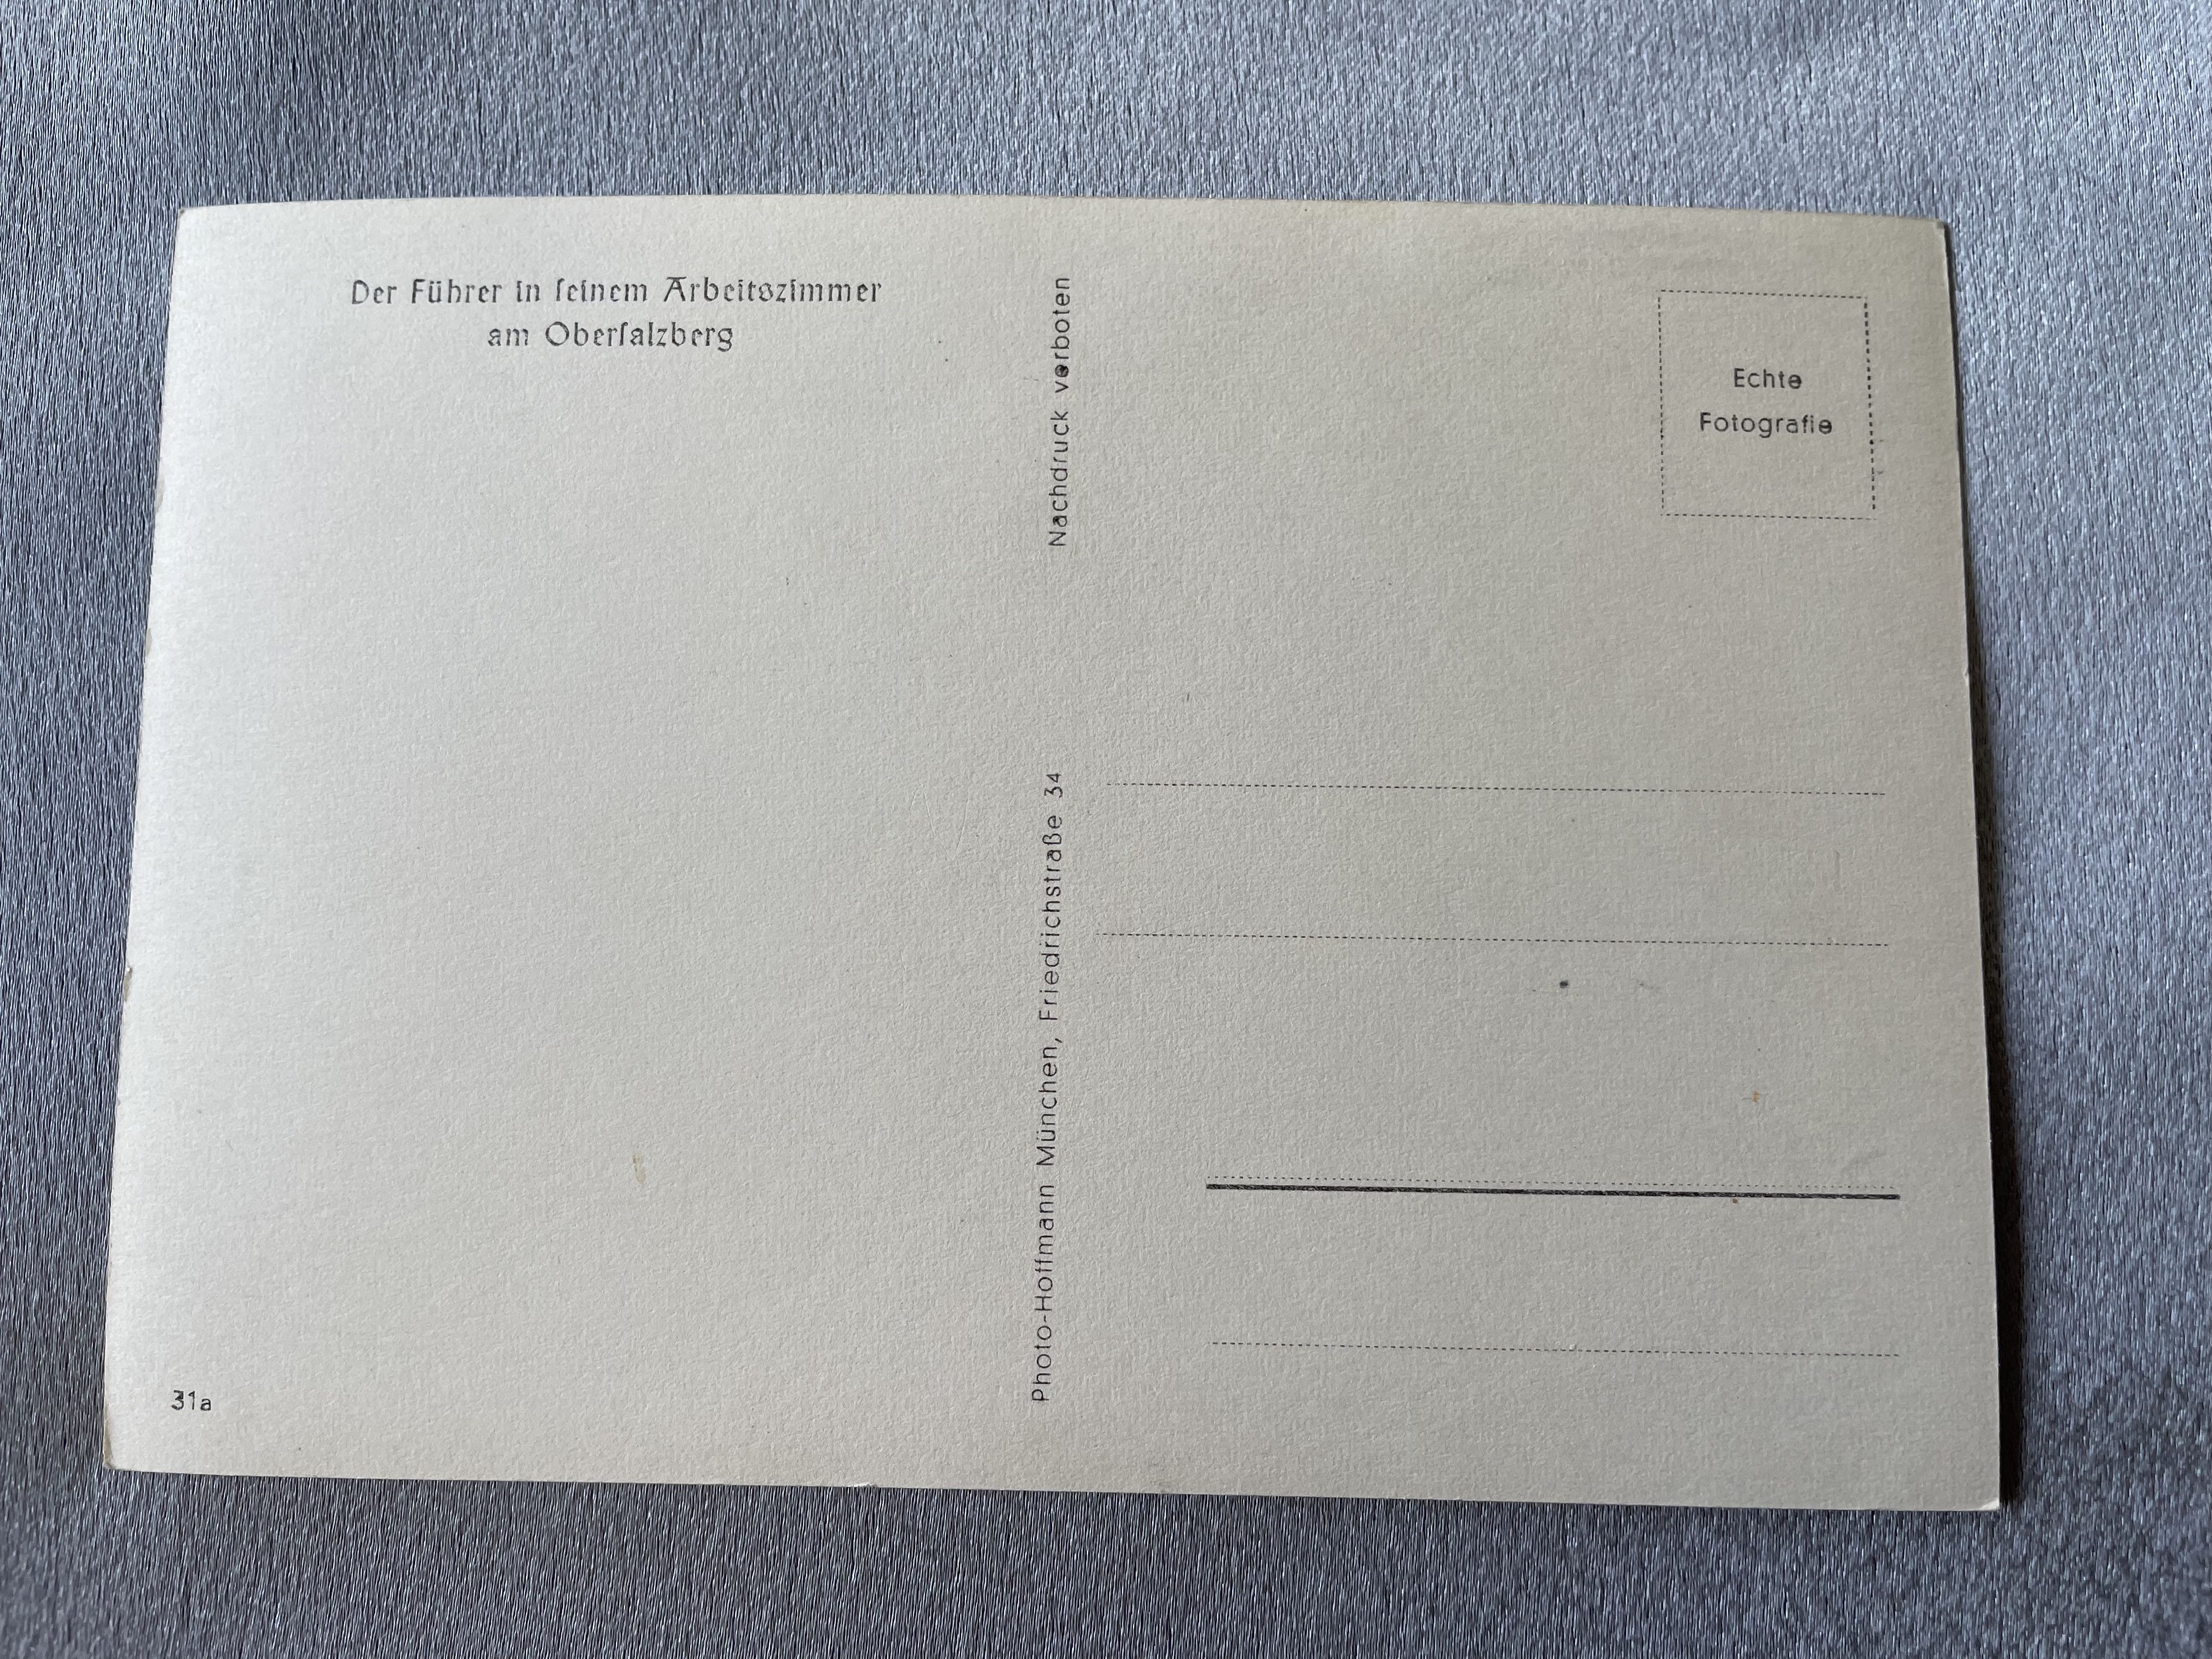 Der Führer in ſeinem Arbeitszimmer
am Oberſalzberg
31a
Nachdruck verboten
Photo-Hoffmann München, Friedrichstraße 34
Echte
Fotografie